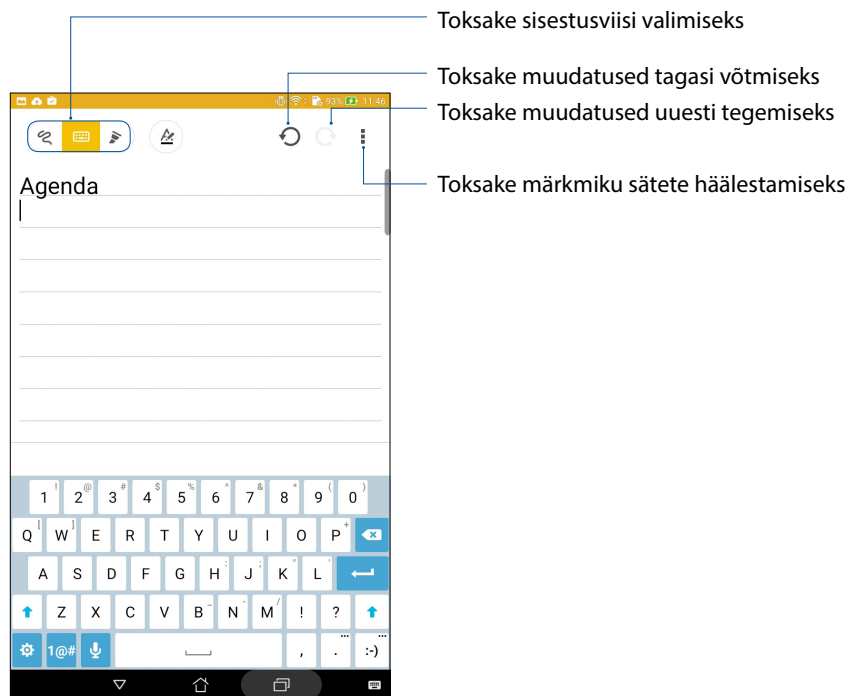 Toksake sisestusviisi valimiseks
Toksake muudatused tagasi võtmiseks
Toksake muudatused uuesti tegemiseks
Toksake märkmiku sätete häälestamiseks
93% 11:46
Agenda
1 ! 2 @ 3 # 4 $ 5 % 6 ^ 7 & 8 * 9 ( 0 )
Q [ W ] E R T Y U I O P +
A S D F G H : J ; K " L '
Z X C V B _ N - M / ! ?
1@# , . ... :-) ...